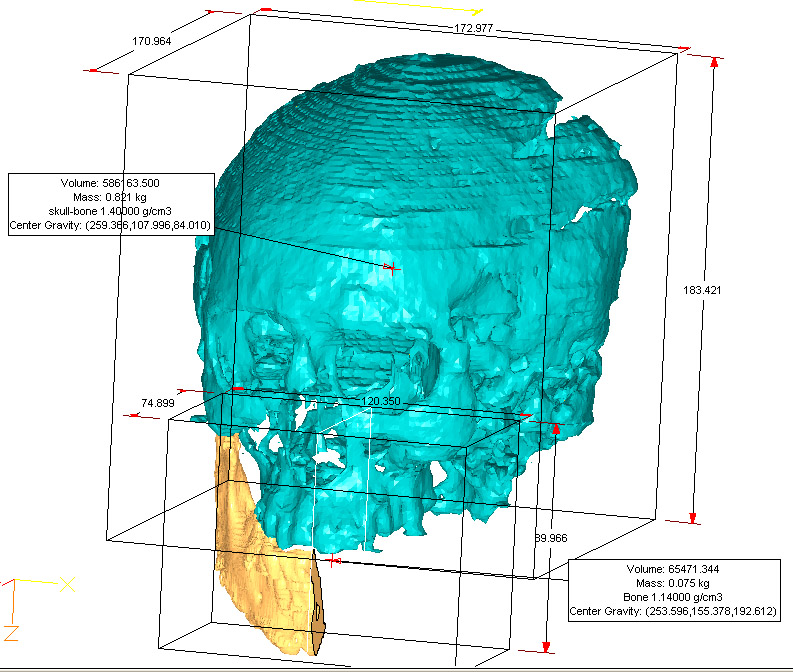 172.977
170.964
Volume: 586163.500
Mass: 0.821 kg
skull-bone 1.40000 g/cm3
Center Gravity: (259.366,107.996,84.010)
183.421
74.899
120.350
89.966
Volume: 65471.344
Mass: 0.075 kg
Bone 1.14000 g/cm3
Center Gravity: (253.596,155.378,192.612)
X
Z